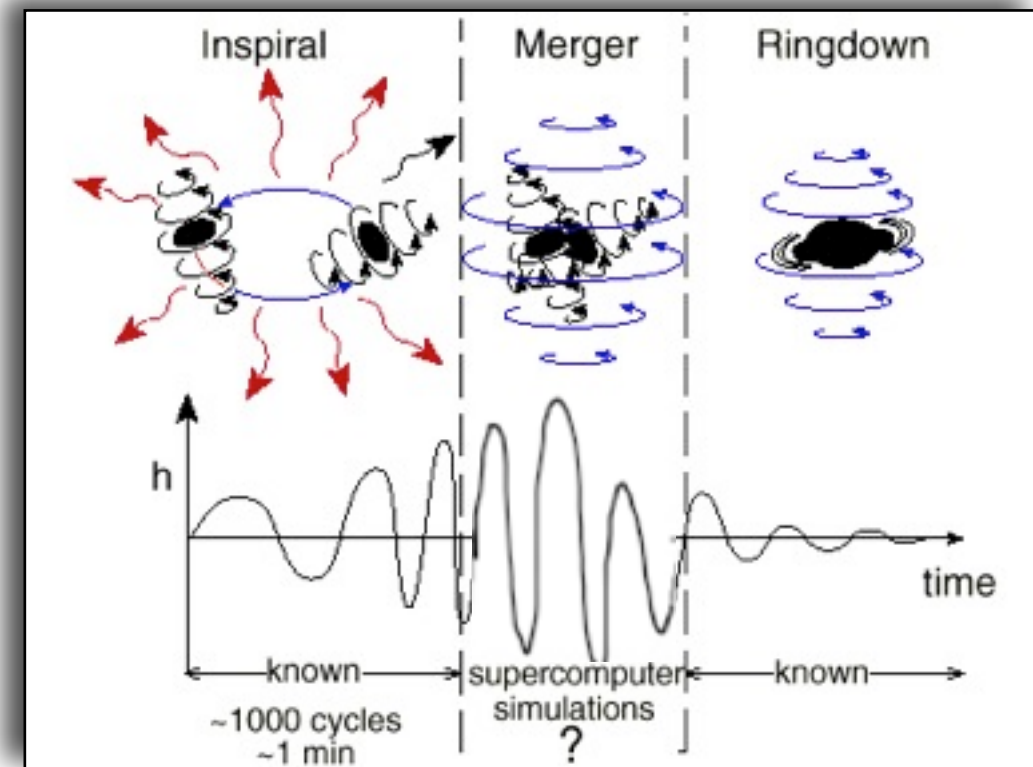 Inspiral
Merger
Ringdown
h
time
known
supercomputer
simulations
?
known
~1000 cycles
~1 min